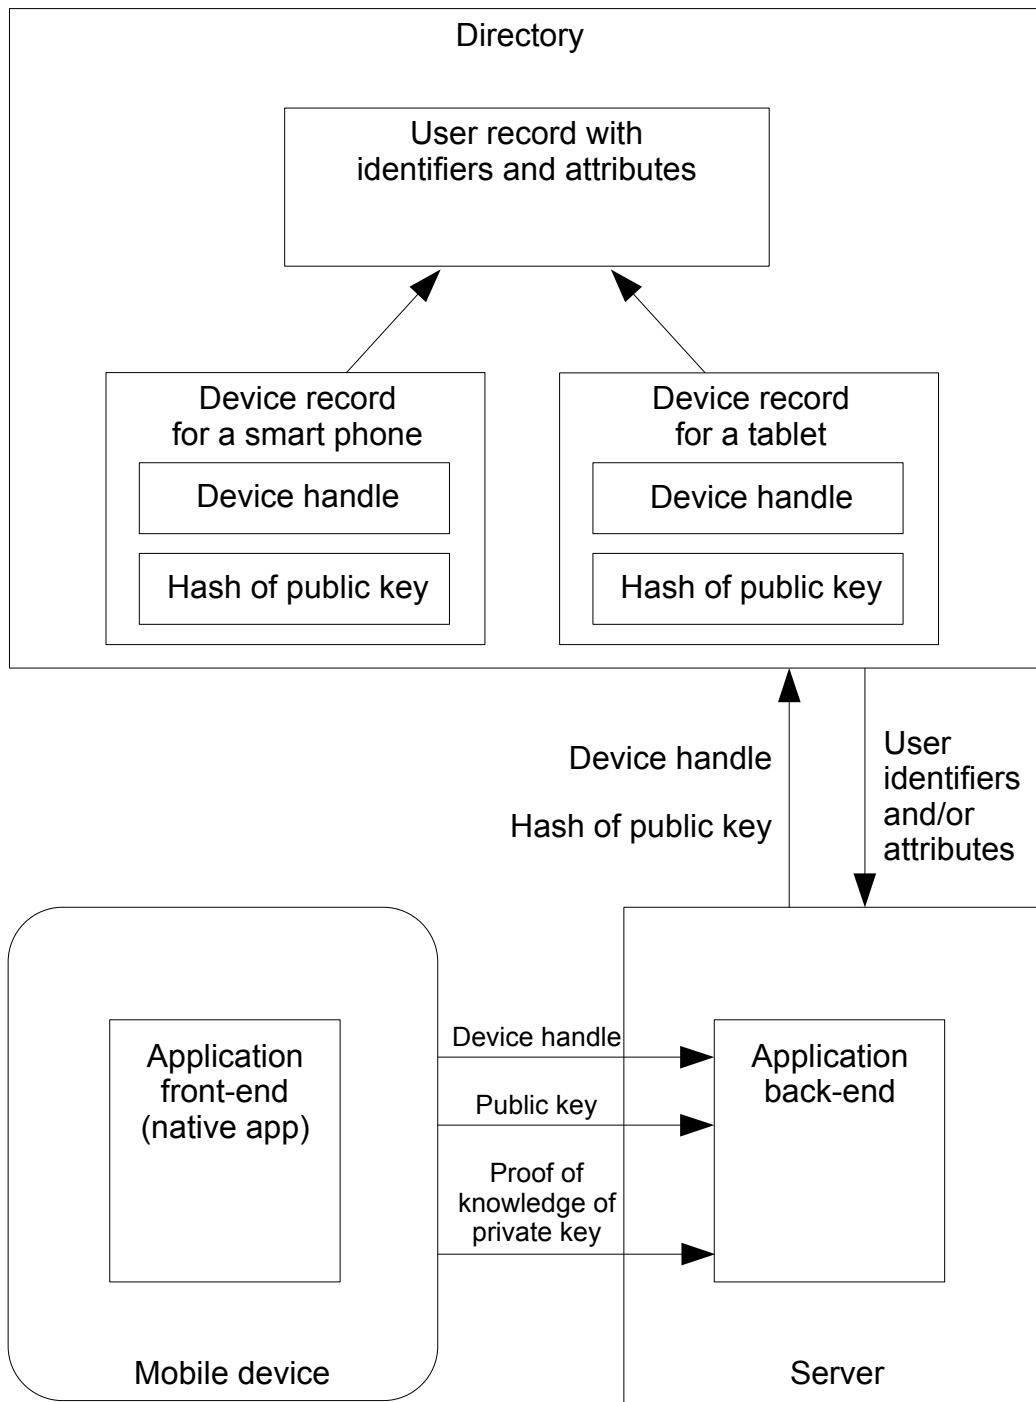 Directory
User record with
identifiers and attributes
Device record
for a smart phone
Device handle
Hash of public key
Device record
for a tablet
Device handle
Hash of public key
Device handle
Hash of public key
User
identifiers
and/or
attributes
Application
front-end
(native app)
Mobile device
Device handle
Public key
Proof of
knowledge of
private key
Application
back-end
Server